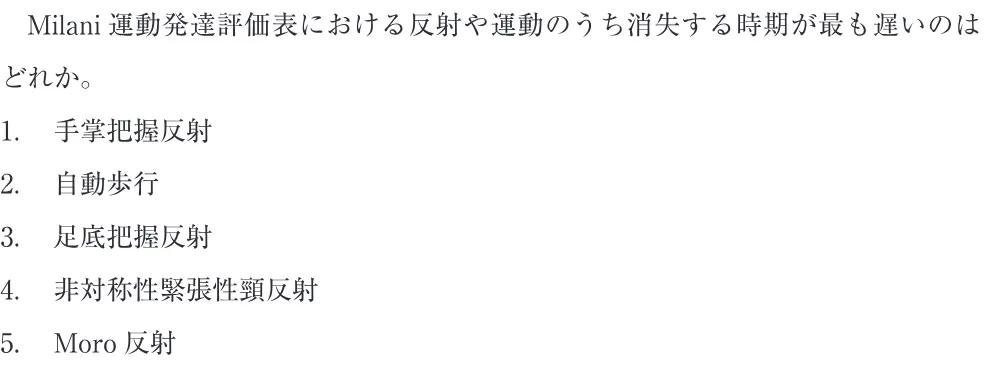 Milani 運動発達評価表における反射や運動のうち消失する時期が最も遅いのは
どれか。
1. 手掌把握反射
2. 自動歩行
3. 足底把握反射
4. 非対称性緊張性頸反射
5. Moro 反射